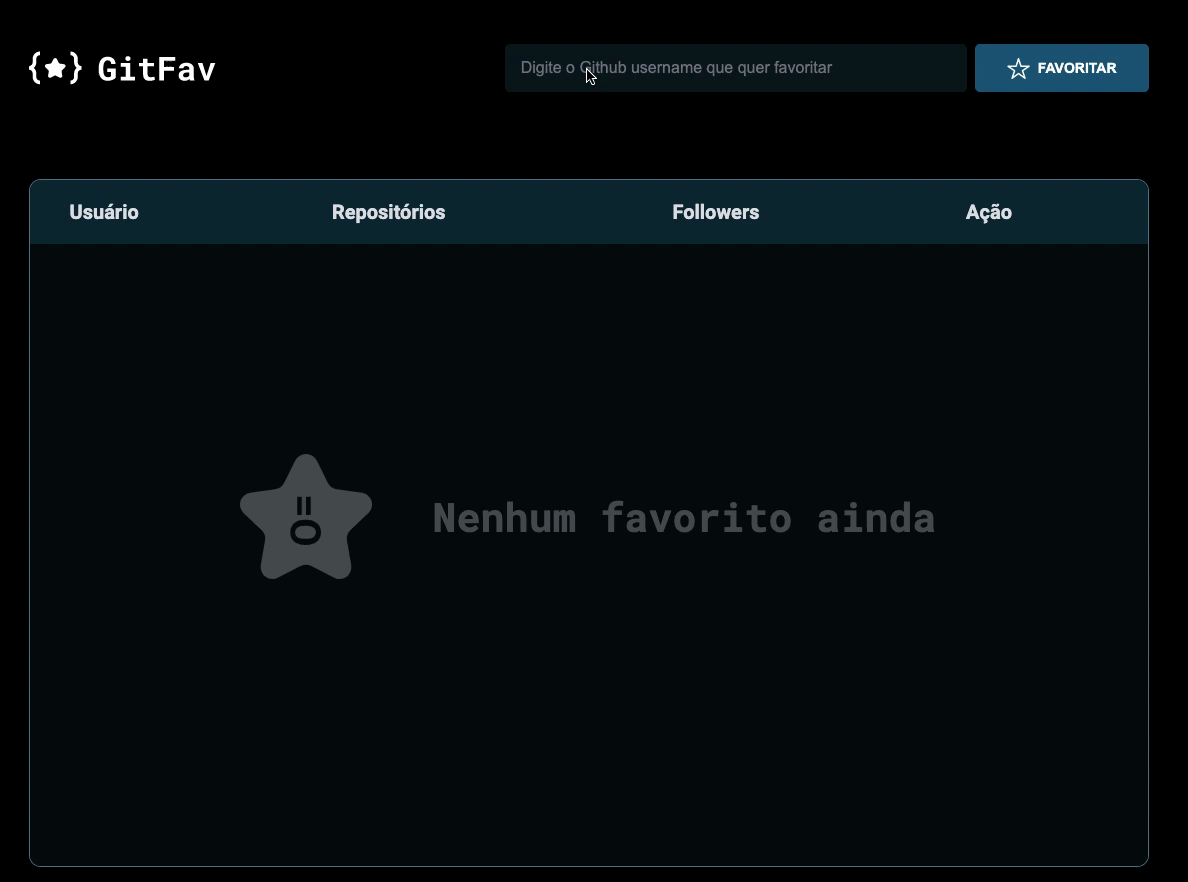 {★} GitFav
Digite o Github username que quer favoritar
FAVORITAR
Usuário Repositórios Followers Ação
Nenhum favorito ainda